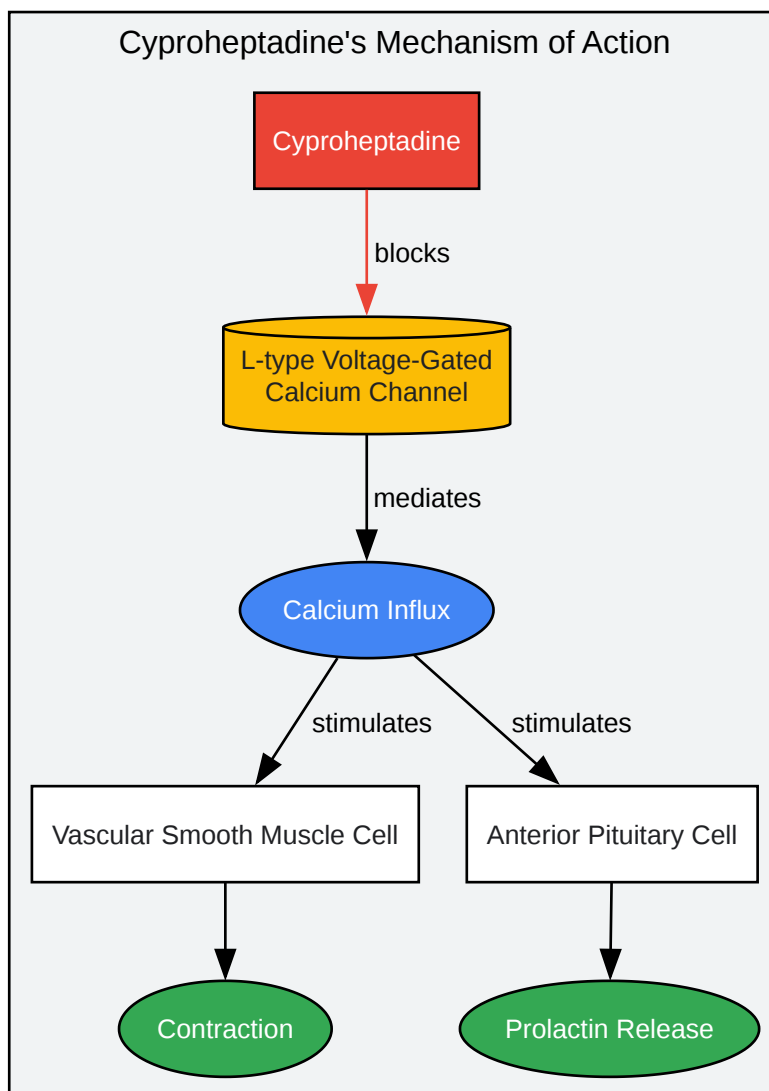 Cyproheptadine's Mechanism of Action
Cyproheptadine
blocks
L-type Voltage-Gated
Calcium Channel
mediates
Calcium Influx
stimulates
stimulates
Vascular Smooth Muscle Cell
Anterior Pituitary Cell
Contraction
Prolactin Release